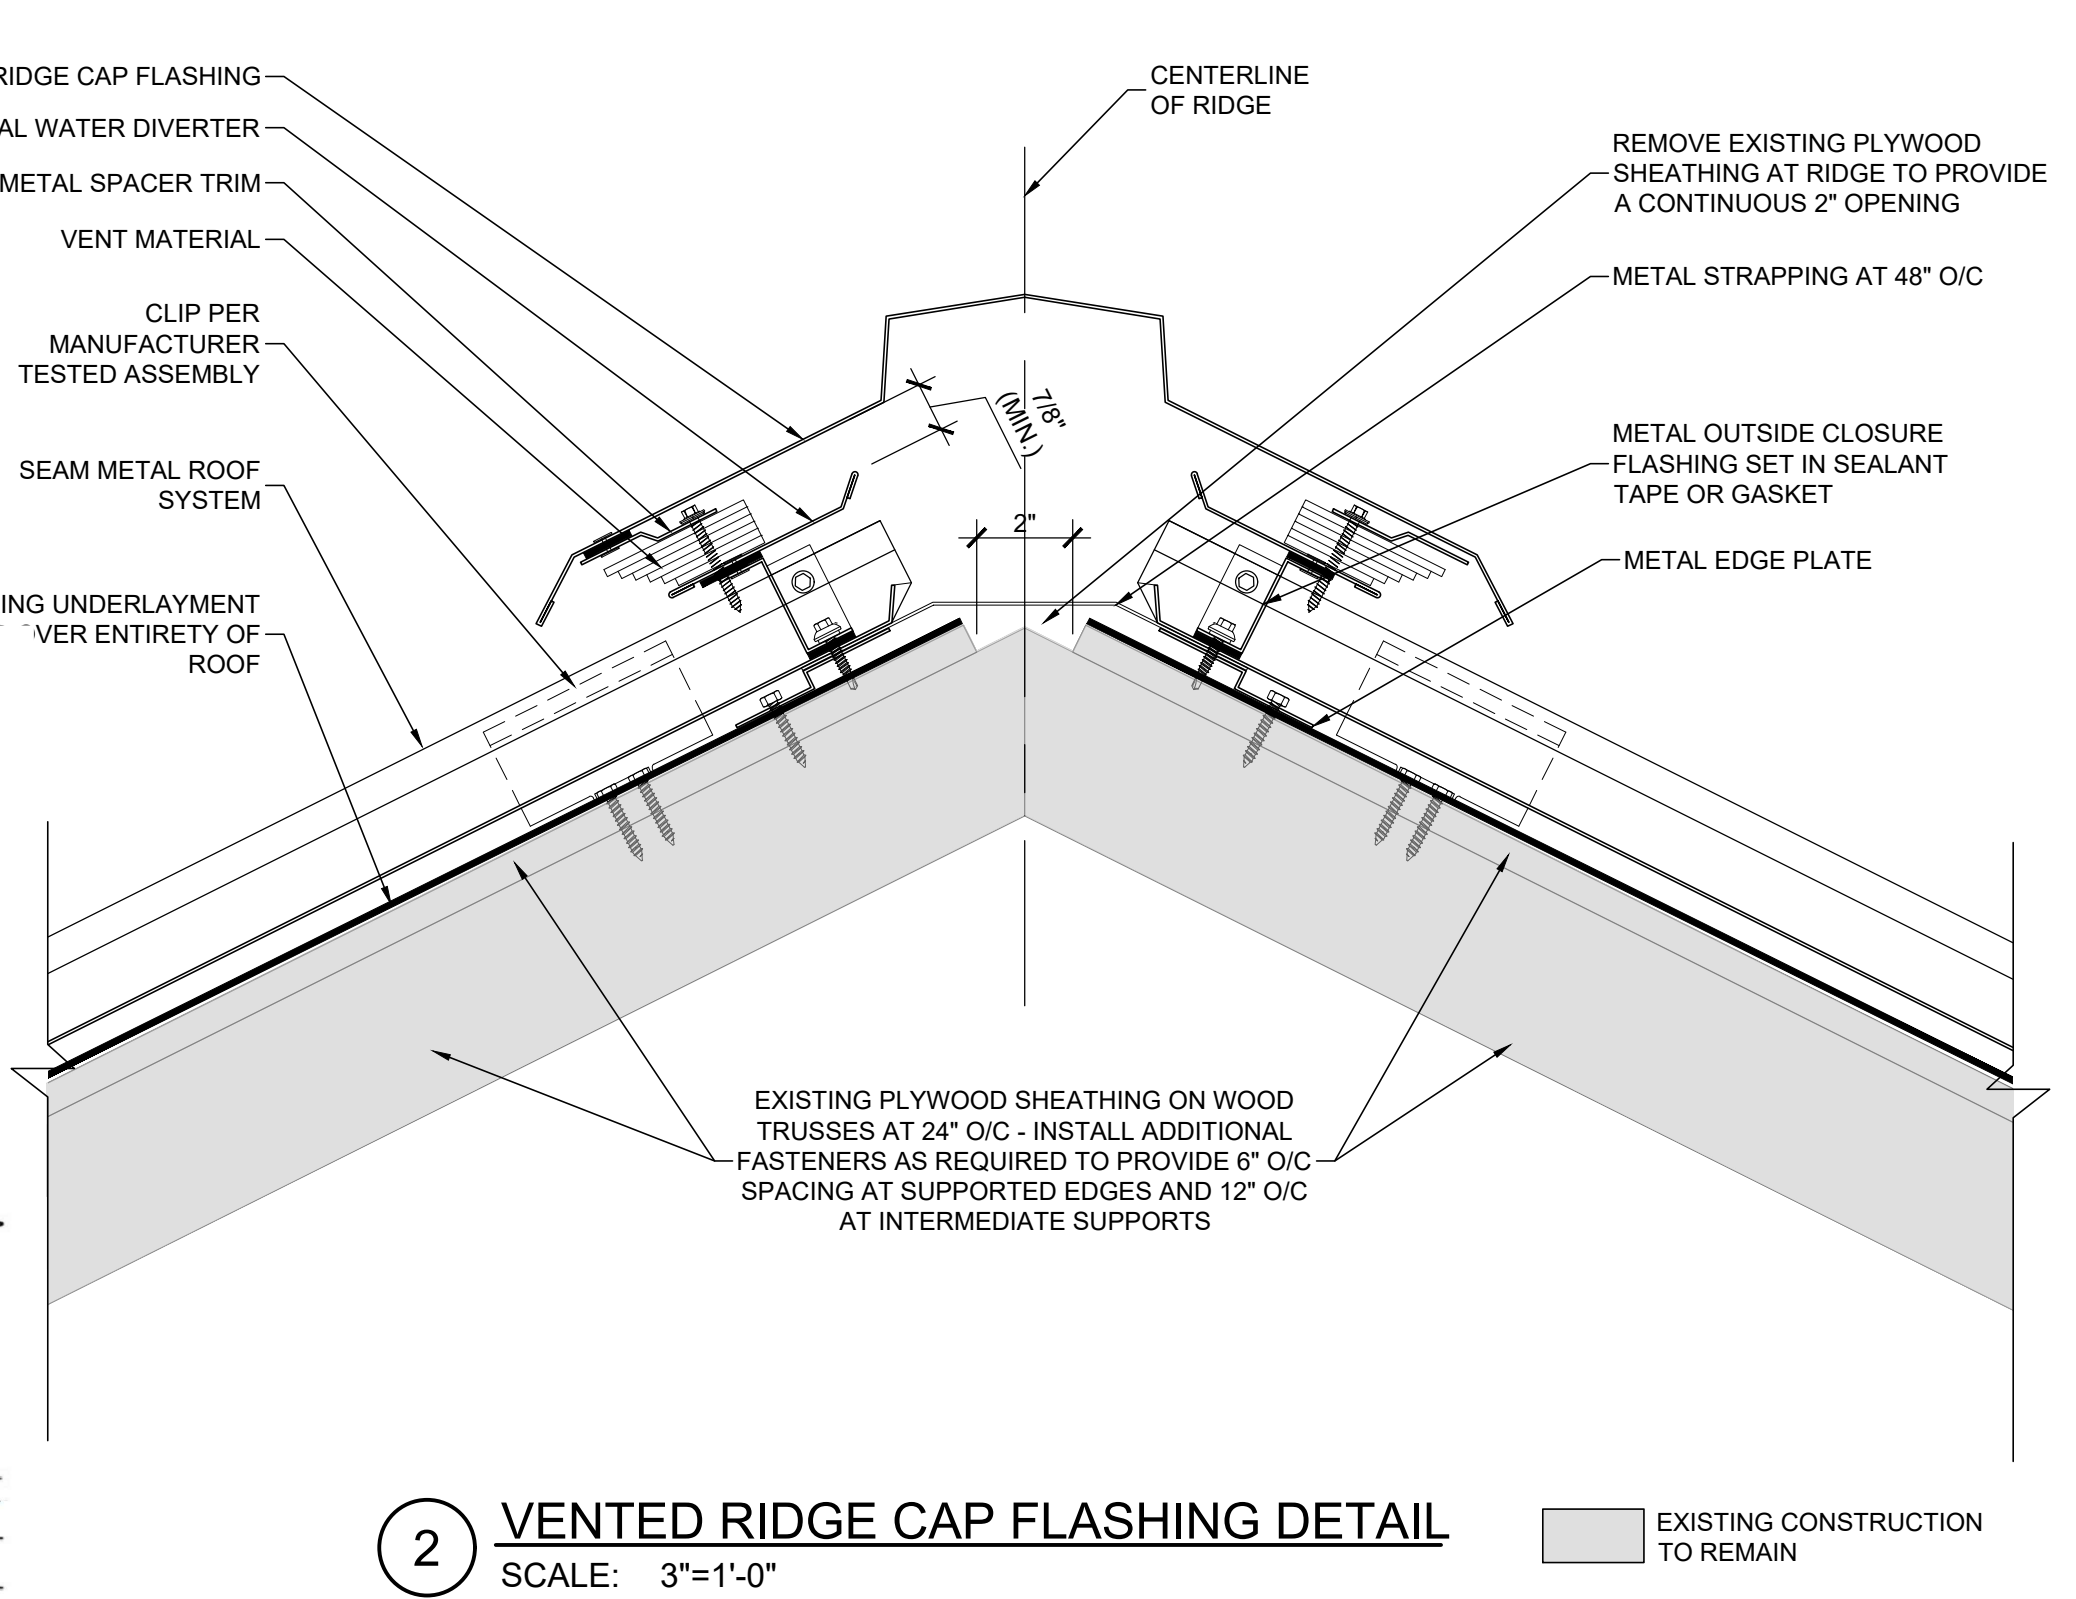 RIDGE CAP FLASHING
AL WATER DIVERTER
METAL SPACER TRIM
VENT MATERIAL
CLIP PER
MANUFACTURER
TESTED ASSEMBLY
SEAM METAL ROOF
SYSTEM
ING UNDERLAYMENT
OVER ENTIRETY OF
ROOF
CENTERLINE
OF RIDGE
REMOVE EXISTING PLYWOOD
SHEATHING AT RIDGE TO PROVIDE
A CONTINUOUS 2" OPENING
METAL STRAPPING AT 48" O/C
METAL OUTSIDE CLOSURE
FLASHING SET IN SEALANT
TAPE OR GASKET
METAL EDGE PLATE
7/8"
(MIN.)
2"
EXISTING PLYWOOD SHEATHING ON WOOD
TRUSSES AT 24" O/C - INSTALL ADDITIONAL
FASTENERS AS REQUIRED TO PROVIDE 6" O/C
SPACING AT SUPPORTED EDGES AND 12" O/C
AT INTERMEDIATE SUPPORTS
2
VENTED RIDGE CAP FLASHING DETAIL
SCALE: 3"=1'-0"
EXISTING CONSTRUCTION
TO REMAIN